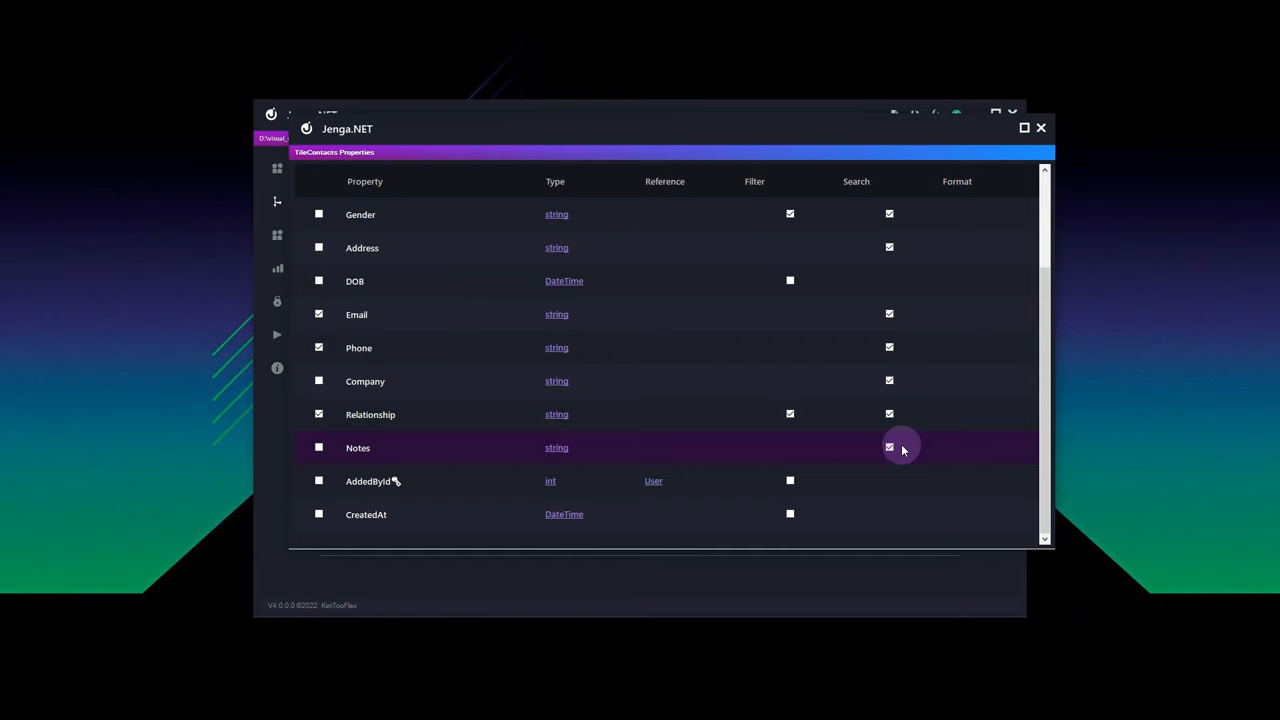 Jenga.NET
D:\visual_
TileContacts Properties
Property Type Reference Filter Search Format
Gender string
Address string
DOB DateTime
Email string
Phone string
Company string
Relationship string
Notes string
AddedById int User
CreatedAt DateTime
V4.0.0.0 ©2022 KimTooFlex